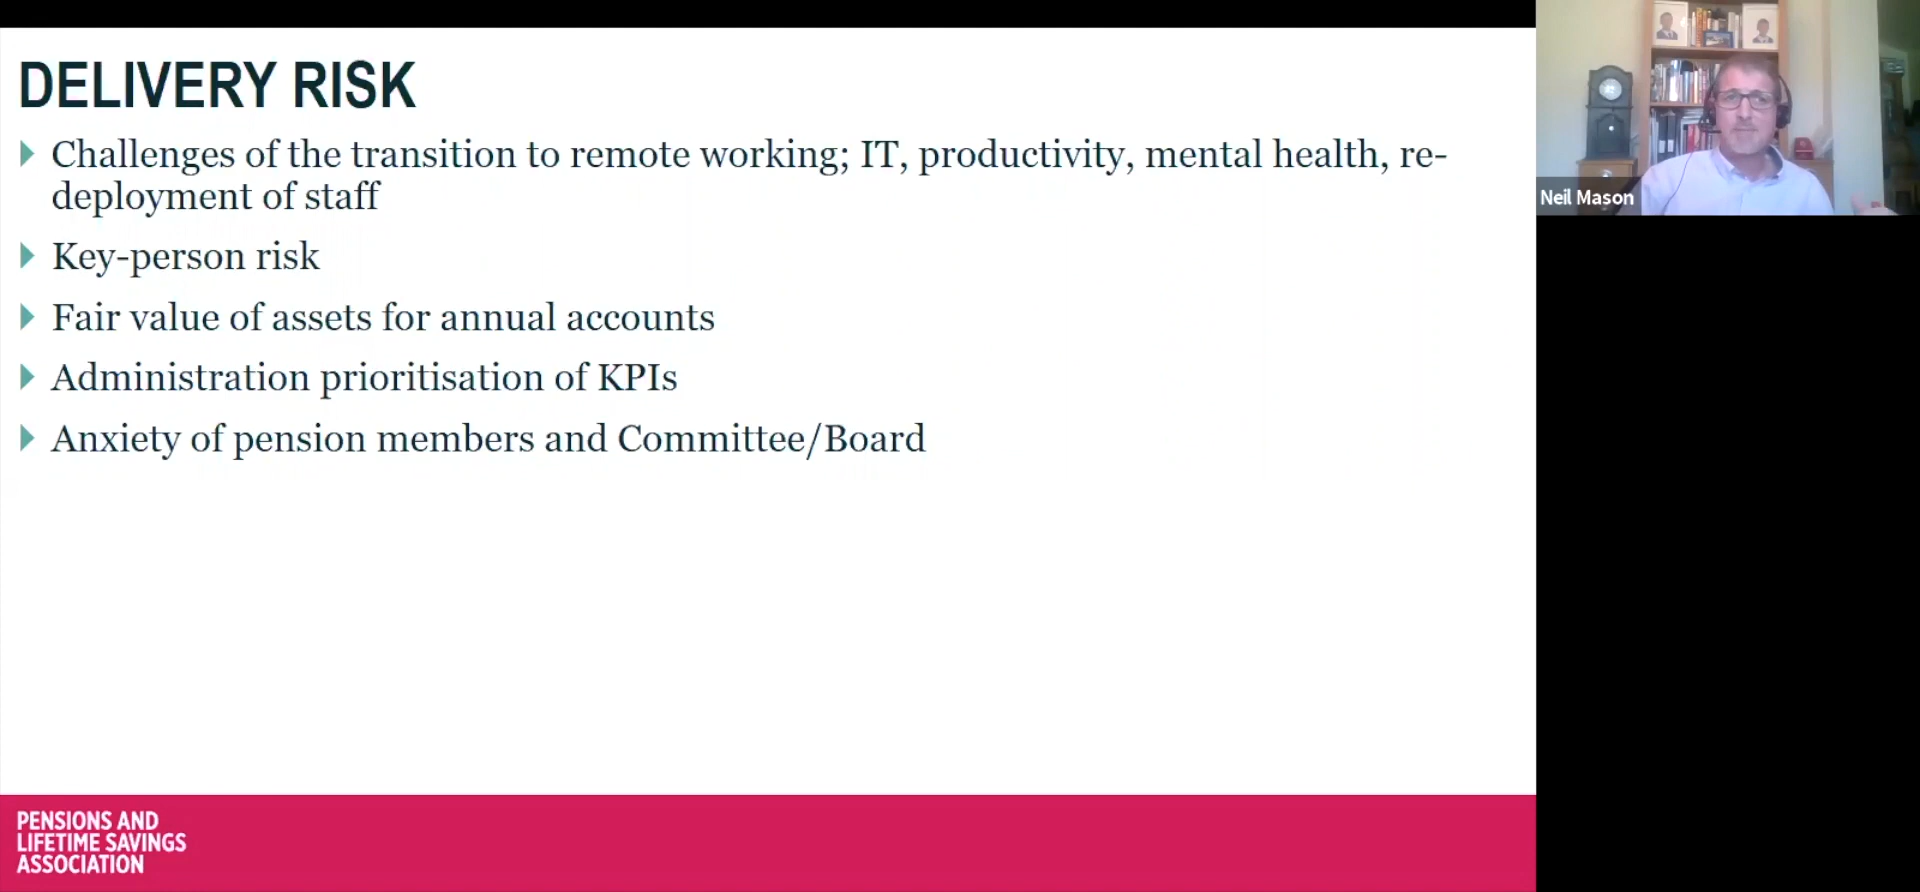 DELIVERY RISK
Challenges of the transition to remote working; IT, productivity, mental health, re-
deployment of staff
Key-person risk
Fair value of assets for annual accounts
Administration prioritisation of KPIs
Anxiety of pension members and Committee/Board
Neil Mason
PENSIONS AND
LIFETIME SAVINGS
ASSOCIATION